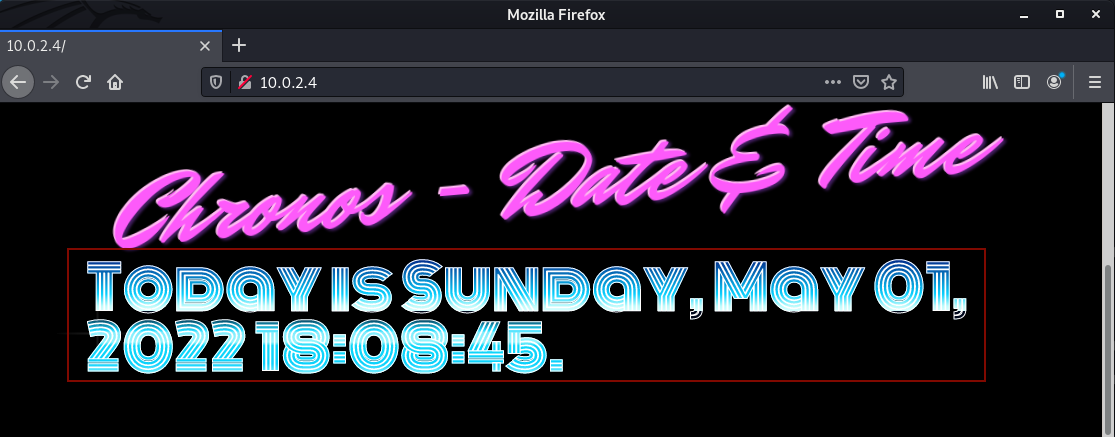 Mozilla Firefox
10.0.2.4/
10.0.2.4
Chronos - Date & Time
Today is Sunday, May 01,
2022 18:08:45.